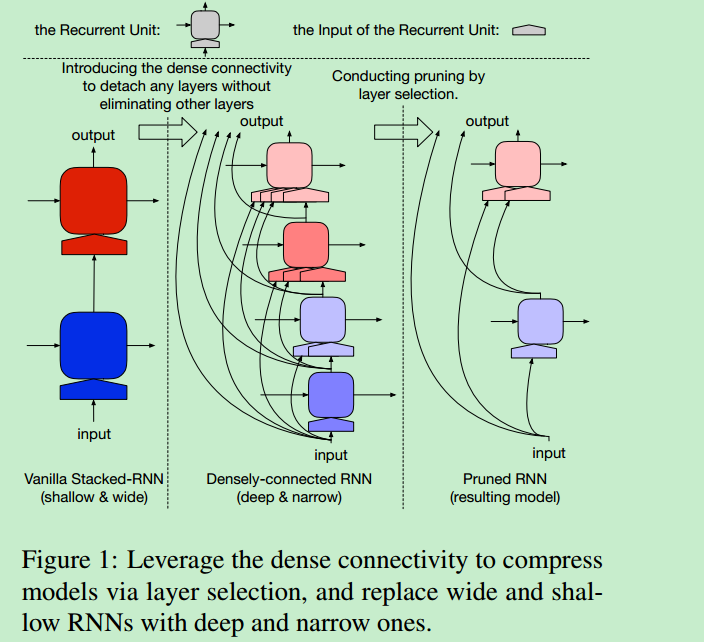 the Recurrent Unit:
the Input of the Recurrent Unit:
Introducing the dense connectivity
to detach any layers without
eliminating other layers
Conducting pruning by
layer selection.
output
output
output
input
input
input
Vanilla Stacked-RNN
(shallow & wide)
Densely-connected RNN
(deep & narrow)
Pruned RNN
(resulting model)
Figure 1: Leverage the dense connectivity to compress
models via layer selection, and replace wide and shal-
low RNNs with deep and narrow ones.